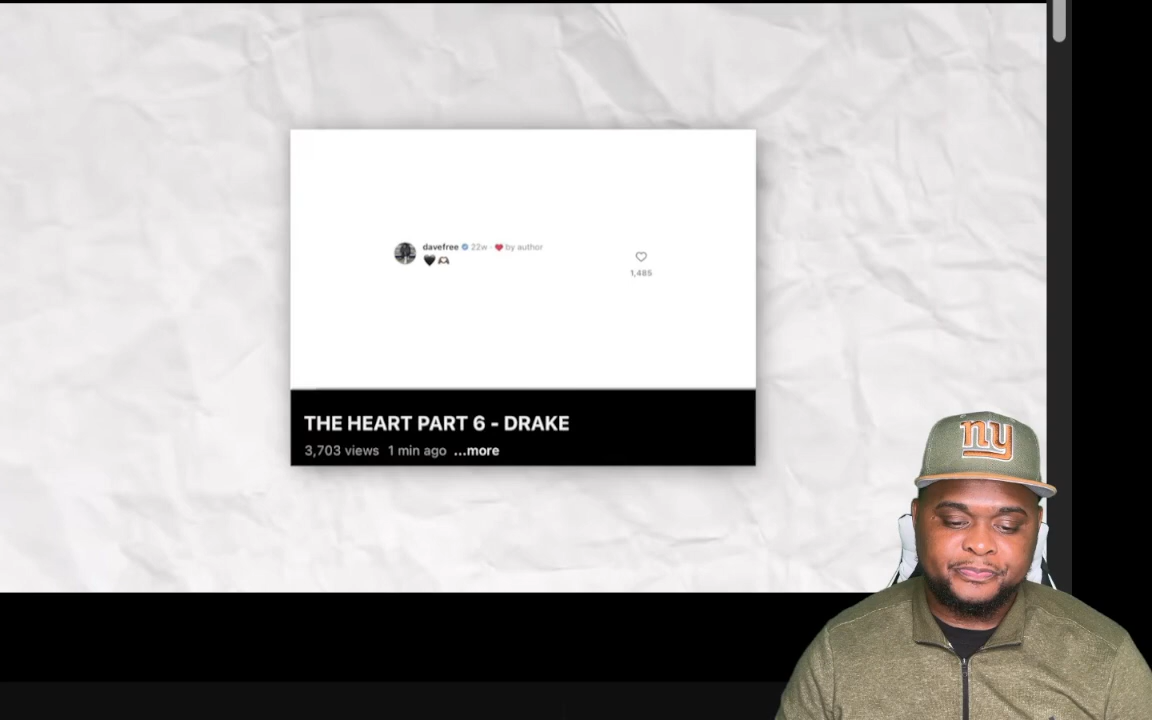 davefree 22w · ❤️ by author
🖤🫶🏽
1,485
THE HEART PART 6 - DRAKE
3,703 views 1 min ago ...more
ny